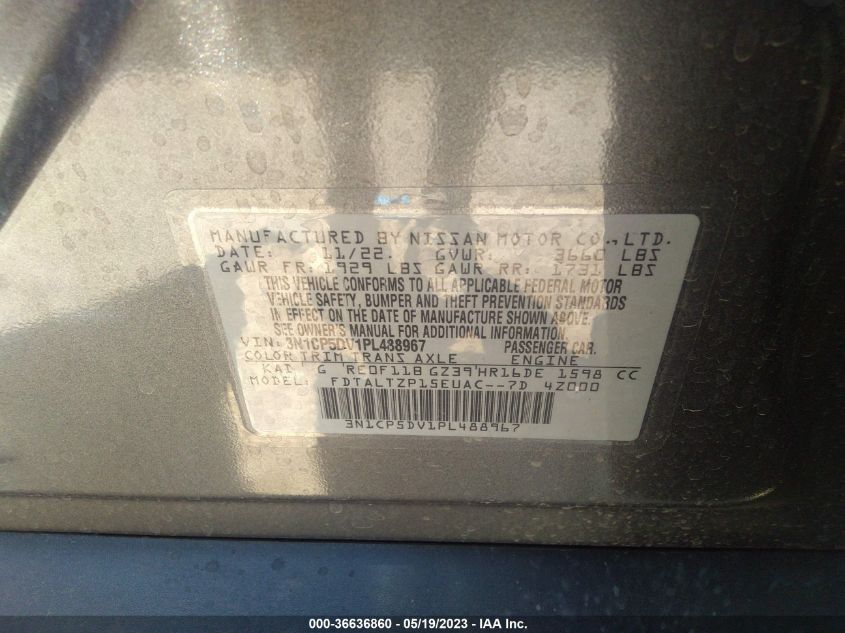 MANUFACTURED BY NISSAN MOTOR CO.,LTD.
DATE: 11/22. GVWR: 3660 LBS
GAWR FR: 1929 LBS GAWR RR: 1731 LBS
THIS VEHICLE CONFORMS TO ALL APPLICABLE FEDERAL MOTOR
VEHICLE SAFETY, BUMPER AND THEFT PREVENTION STANDARDS
IN EFFECT ON THE DATE OF MANUFACTURE SHOWN ABOVE.
SEE OWNER'S MANUAL FOR ADDITIONAL INFORMATION.
VIN: 3N1CP5DV1PL488967 PASSENGER CAR.
COLOR TRIM TRANS AXLE ENGINE
KAD G RE0F11B GZ39 HR16DE 1598 CC
MODEL: FDTALTZP15EUAC--7D 4Z000
3N1CP5DV1PL488967
000-36636860 - 05/19/2023 - IAA Inc.